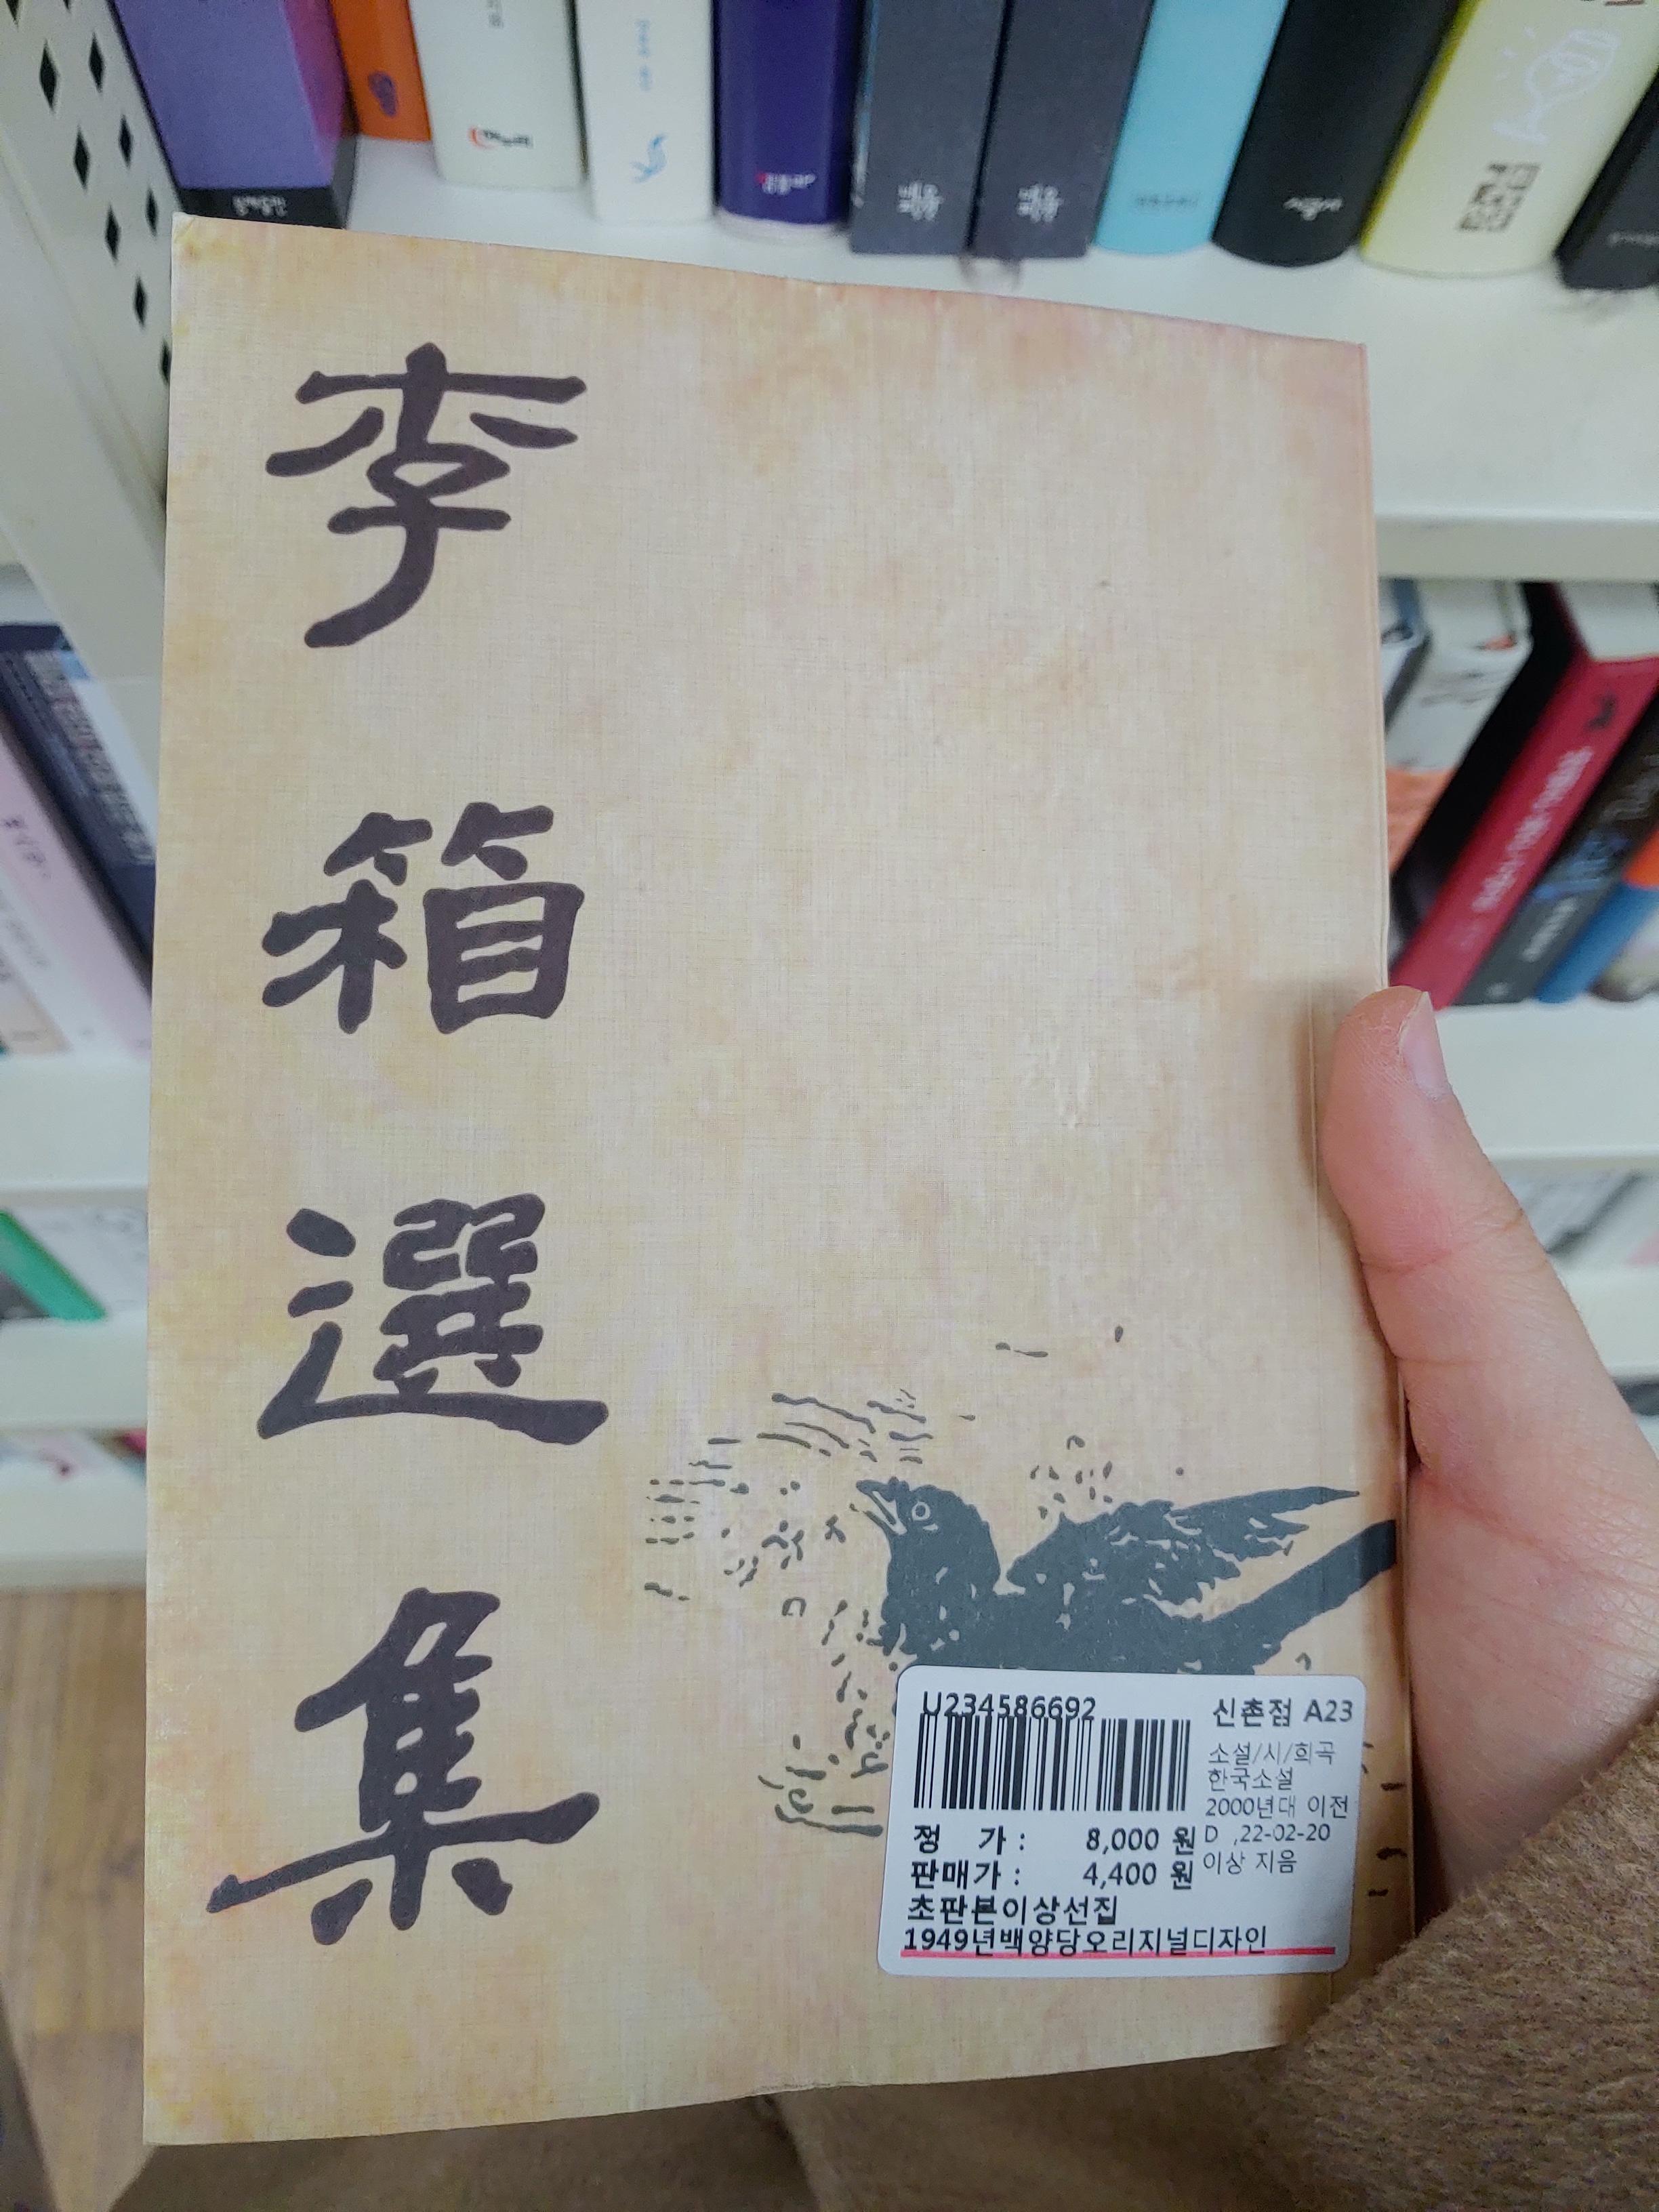 李
箱
選
集
U234586692
신촌점 A23
소설/시/희곡
한국소설
2000년대 이전
D ,22-02-20
이상 지음
정 가 : 8,000 원
판매가 : 4,400 원
초판본이상선집
1949년백양당오리지널디자인